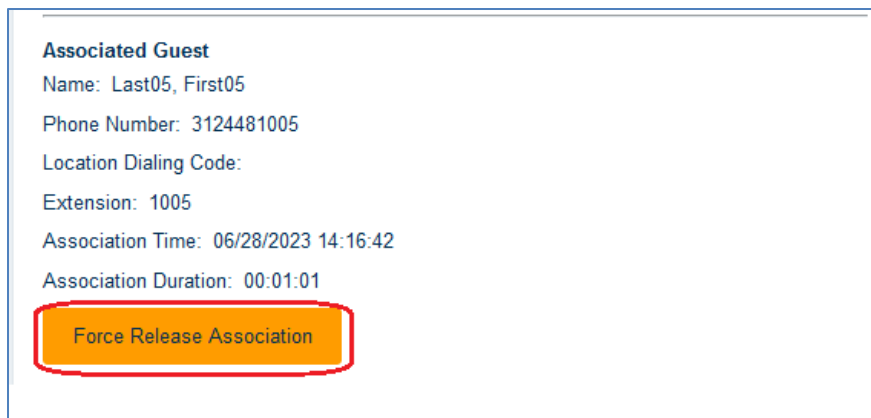 Associated Guest
Name: Last05, First05
Phone Number: 3124481005
Location Dialing Code:
Extension: 1005
Association Time: 06/28/2023 14:16:42
Association Duration: 00:01:01
Force Release Association